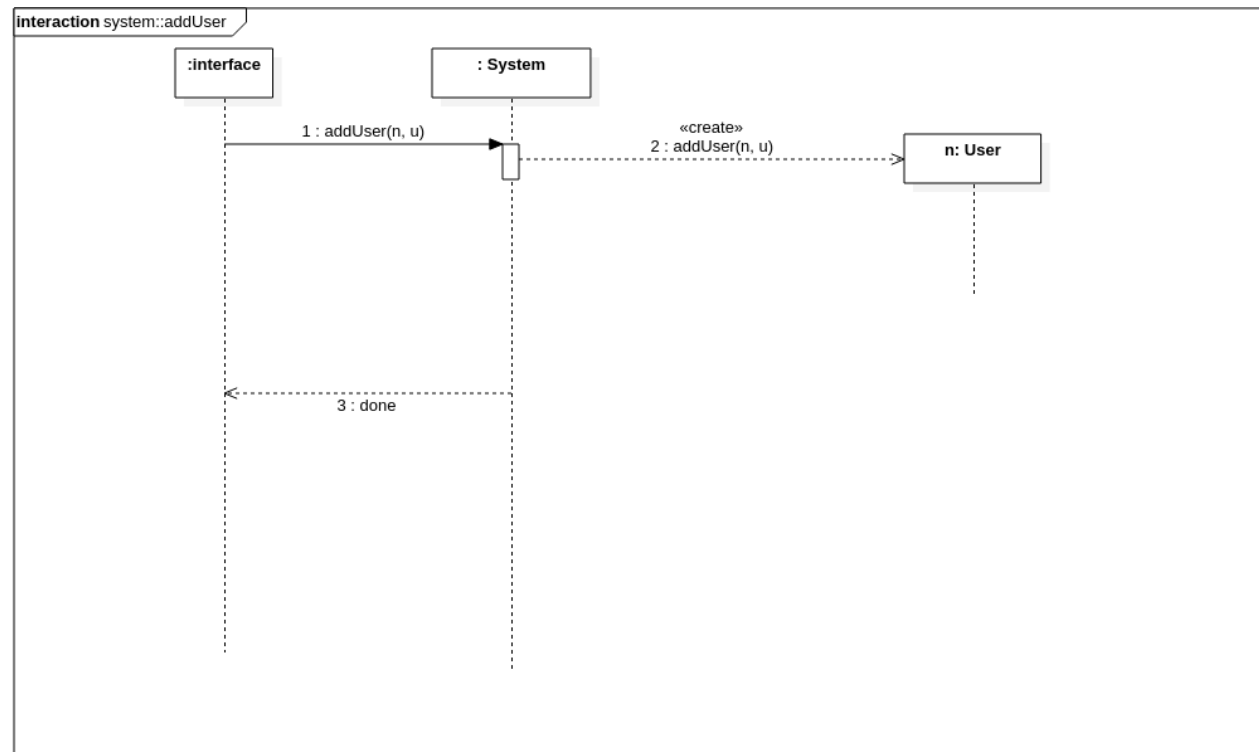 interaction system::addUser
:interface
: System
1 : addUser(n, u)
«create»
2 : addUser(n, u)
n: User
3 : done